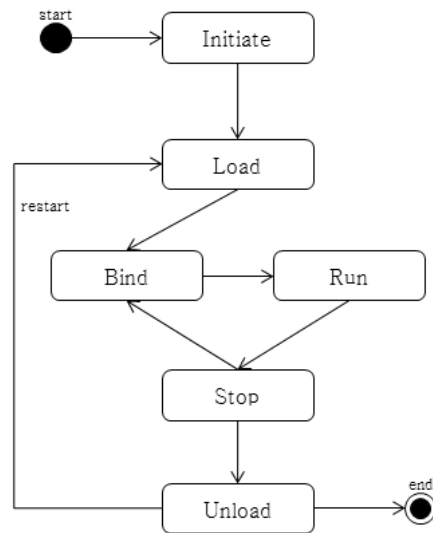 start
Initiate
Load
restart
Bind
Run
Stop
Unload
end